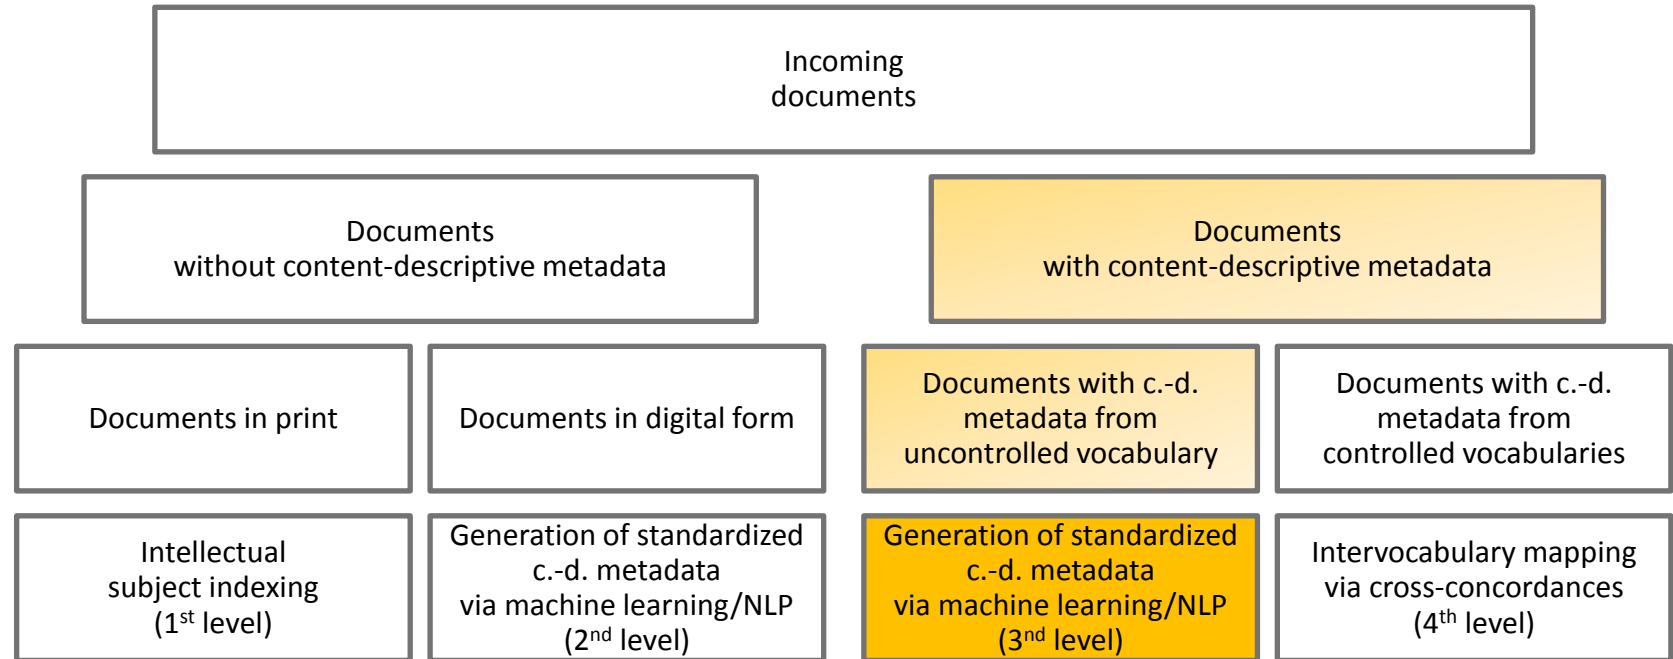 Incoming
documents
Documents
without content-descriptive metadata
Documents
with content-descriptive metadata
Documents in print
Documents in digital form
Documents with c.-d.
metadata from
uncontrolled vocabulary
Documents with c.-d.
metadata from
controlled vocabularies
Intellectual
subject indexing
(1st level)
Generation of standardized
c.-d. metadata
via machine learning/NLP
(2nd level)
Generation of standardized
c.-d. metadata
via machine learning/NLP
(3nd level)
Intervocabulary mapping
via cross-concordances
(4th level)